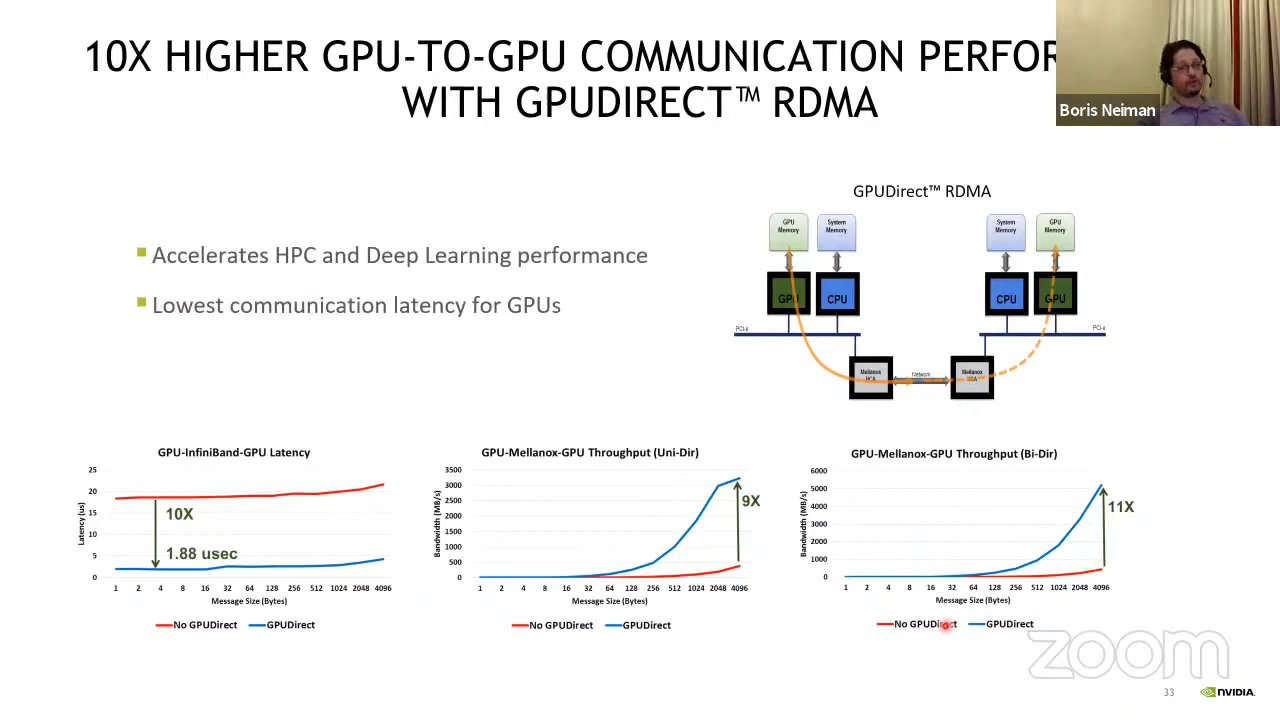 10X HIGHER GPU-TO-GPU COMMUNICATION PERFOR
WITH GPUDIRECT™ RDMA
Boris Neiman
Accelerates HPC and Deep Learning performance
Lowest communication latency for GPUs
GPUDirect™ RDMA
GPU Memory
System Memory
System Memory
GPU Memory
GPU
CPU
CPU
GPU
PCI-e
PCI-e
Mellanox HCA
Network
Mellanox HCA
GPU-InfiniBand-GPU Latency
Latency (us)
25
20
15
10
5
0
10X
1.88 usec
1 2 4 8 16 32 64 128 256 512 1024 2048 4096
Message Size (Bytes)
No GPUDirect GPUDirect
GPU-Mellanox-GPU Throughput (Uni-Dir)
Bandwidth (MB/s)
3500
3000
2500
2000
1500
1000
500
0
9X
1 2 4 8 16 32 64 128 256 512 1024 2048 4096
Message Size (Bytes)
No GPUDirect GPUDirect
GPU-Mellanox-GPU Throughput (Bi-Dir)
Bandwidth (MB/s)
6000
5000
4000
3000
2000
1000
0
11X
1 2 4 8 16 32 64 128 256 512 1024 2048 4096
Message Size (Bytes)
No GPUDirect GPUDirect
zoom
33 NVIDIA.